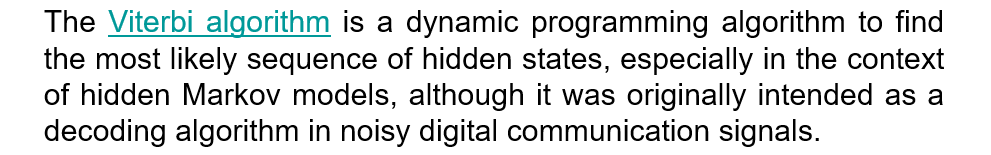 The Viterbi algorithm is a dynamic programming algorithm to find
the most likely sequence of hidden states, especially in the context
of hidden Markov models, although it was originally intended as a
decoding algorithm in noisy digital communication signals.